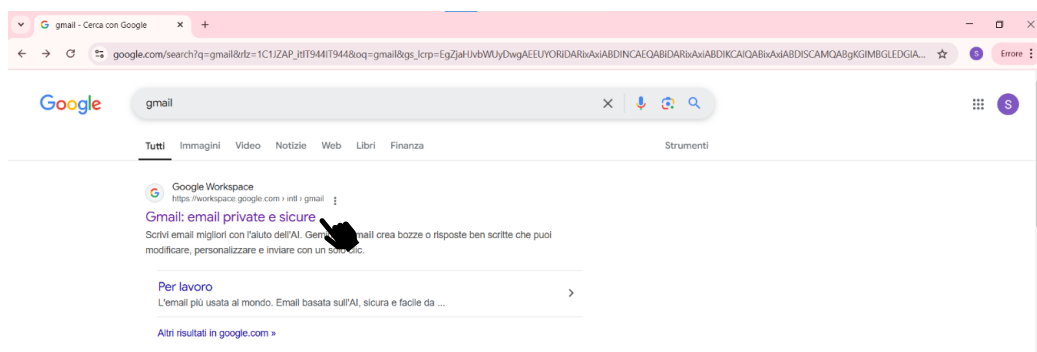 gmail - Cerca con Google
google.com/search?q=gmail&rlz=1C1JZAP_itIT944IT944&oq=gmail&gs_lcrp=EgZjaHJvbWUyDwgAEEUYORiDARixAxiABDINCAEQABiDARixAxiABDIKCAIQABixAxiABDISCAMQABgKGIMBGLEDGIA...
S
Errore
Google
gmail
S
Tutti Immagini Video Notizie Web Libri Finanza Strumenti
G
Google Workspace
https://workspace.google.com › intl › gmail
Gmail: email private e sicure
Scrivi email migliori con l'aiuto dell'AI. crea bozze o risposte ben scritte che puoi
modificare, personalizzare e inviare con un solo clic.
Per lavoro
L'email più usata al mondo. Email basata sull'AI, sicura e facile da ...
Altri risultati in google.com »